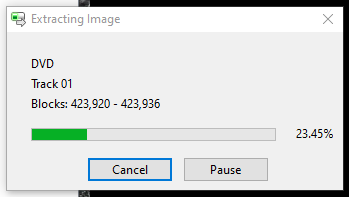 Extracting Image
DVD
Track 01
Blocks: 423,920 - 423,936
23.45%
Cancel Pause